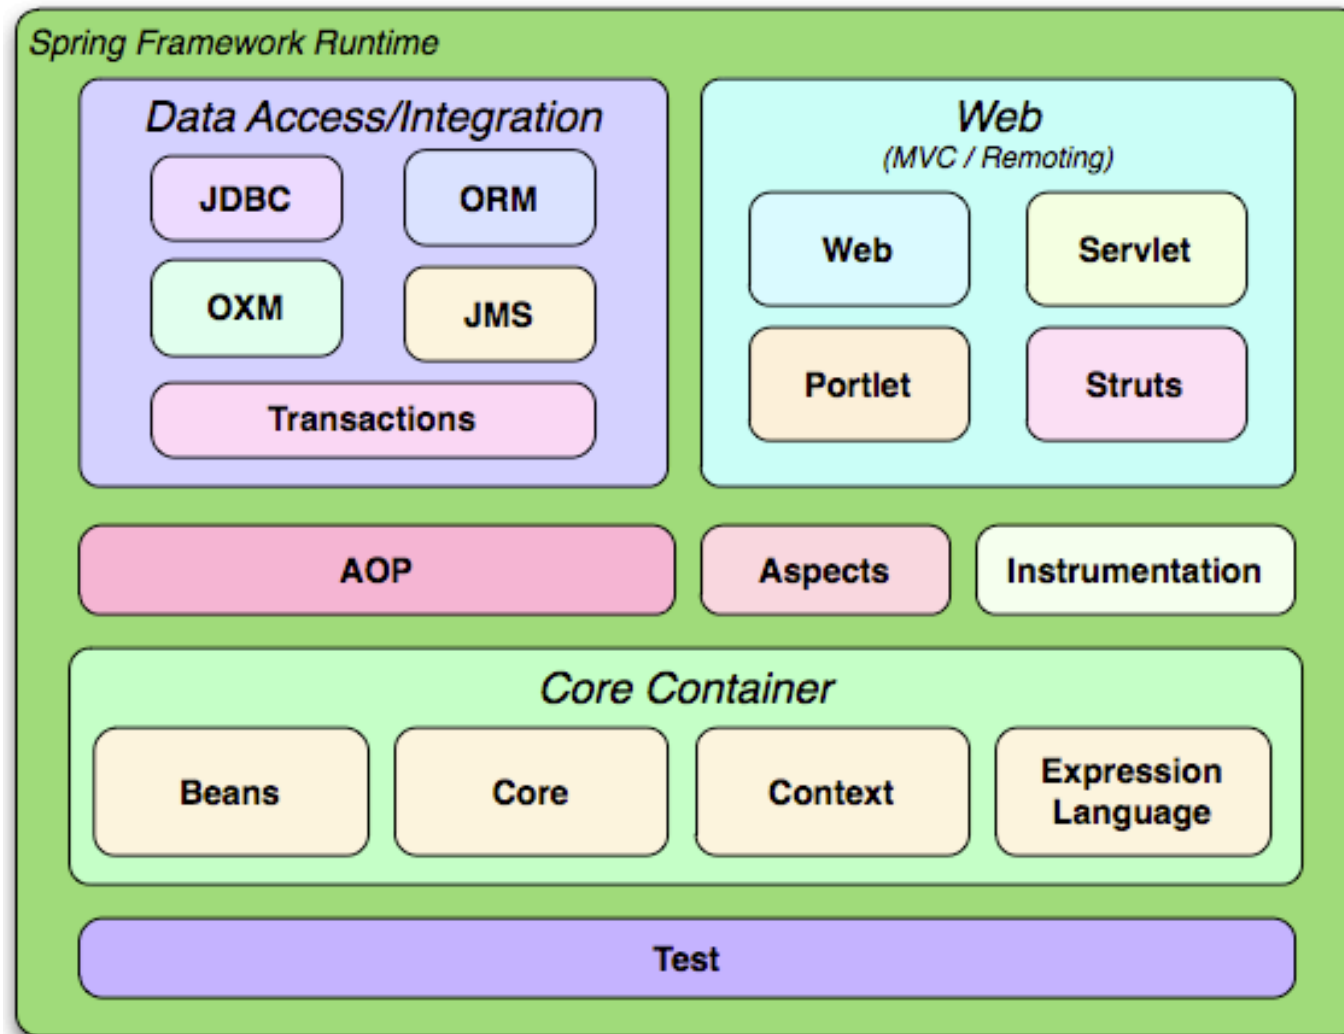 Spring Framework Runtime
Data Access/Integration
JDBC
ORM
OXM
JMS
Transactions
Web
(MVC / Remoting)
Web
Servlet
Portlet
Struts
AOP
Aspects
Instrumentation
Core Container
Beans
Core
Context
Expression
Language
Test